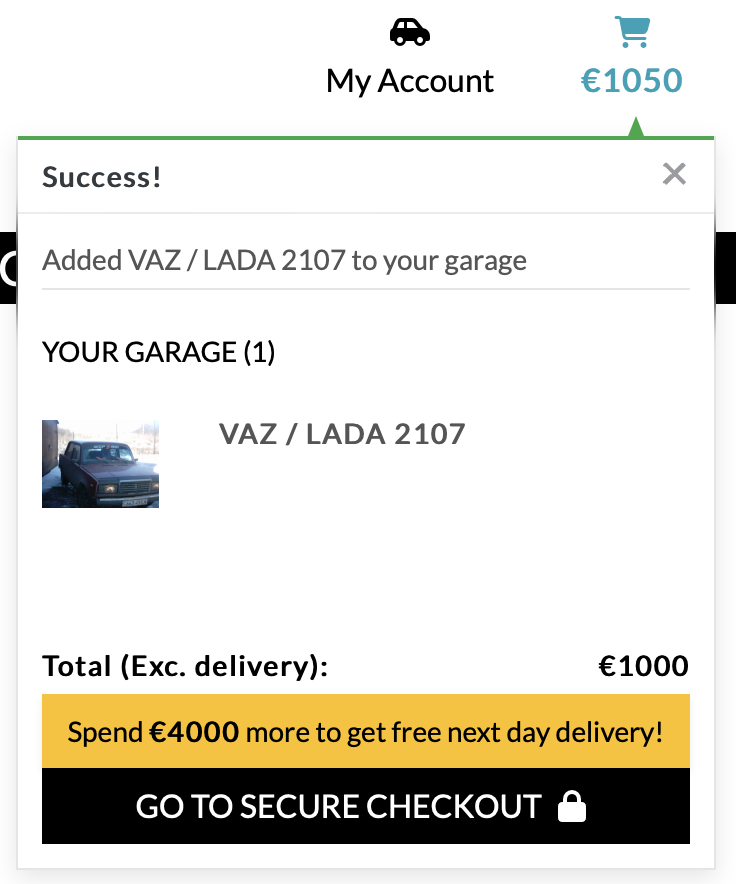 My Account
€1050
Success!
Added VAZ / LADA 2107 to your garage
YOUR GARAGE (1)
VAZ / LADA 2107
Total (Exc. delivery):
€1000
Spend €4000 more to get free next day delivery!
GO TO SECURE CHECKOUT